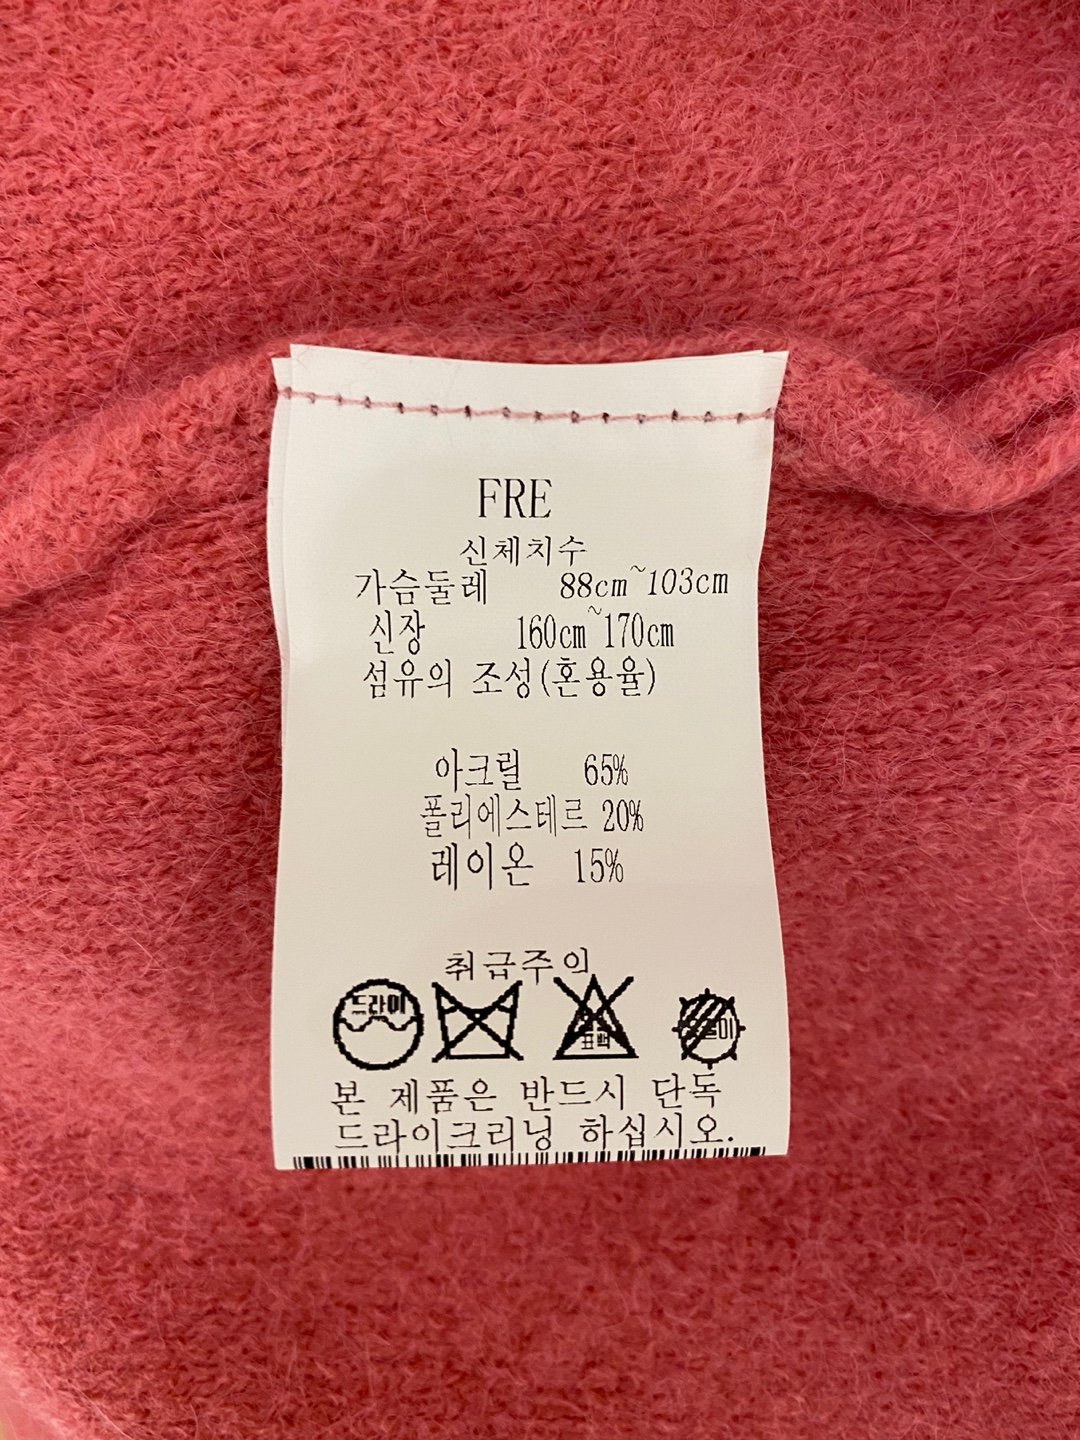 FRE
신체치수
가슴둘레 88cm~103cm
신장 160cm~170cm
섬유의 조성(혼용율)
아크릴 65%
폴리에스테르 20%
레이온 15%
취급주의
드라이
표백
본 제품은 반드시 단독
드라이크리닝 하십시오.